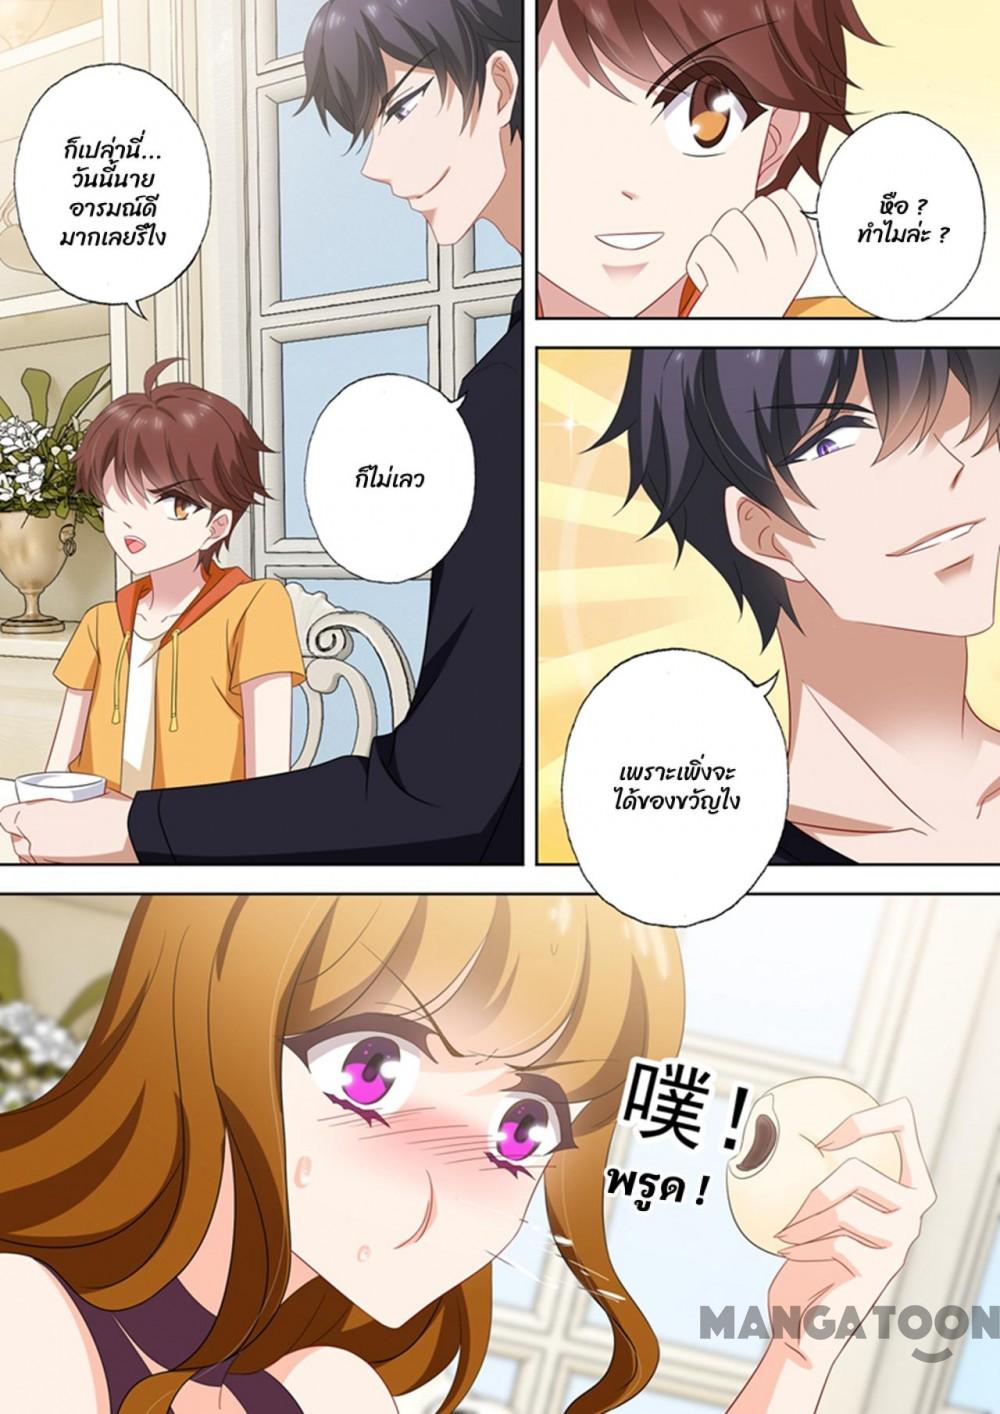 ก็เปล่านี่...
วันนี้นาย
อารมณ์ดี
มากเลยรึไง
หือ ?
ทำไมล่ะ ?
ก็ไม่เลว
เพราะเพิ่งจะ
ได้ของขวัญไง
噗！
พรูด !
MANGATOON